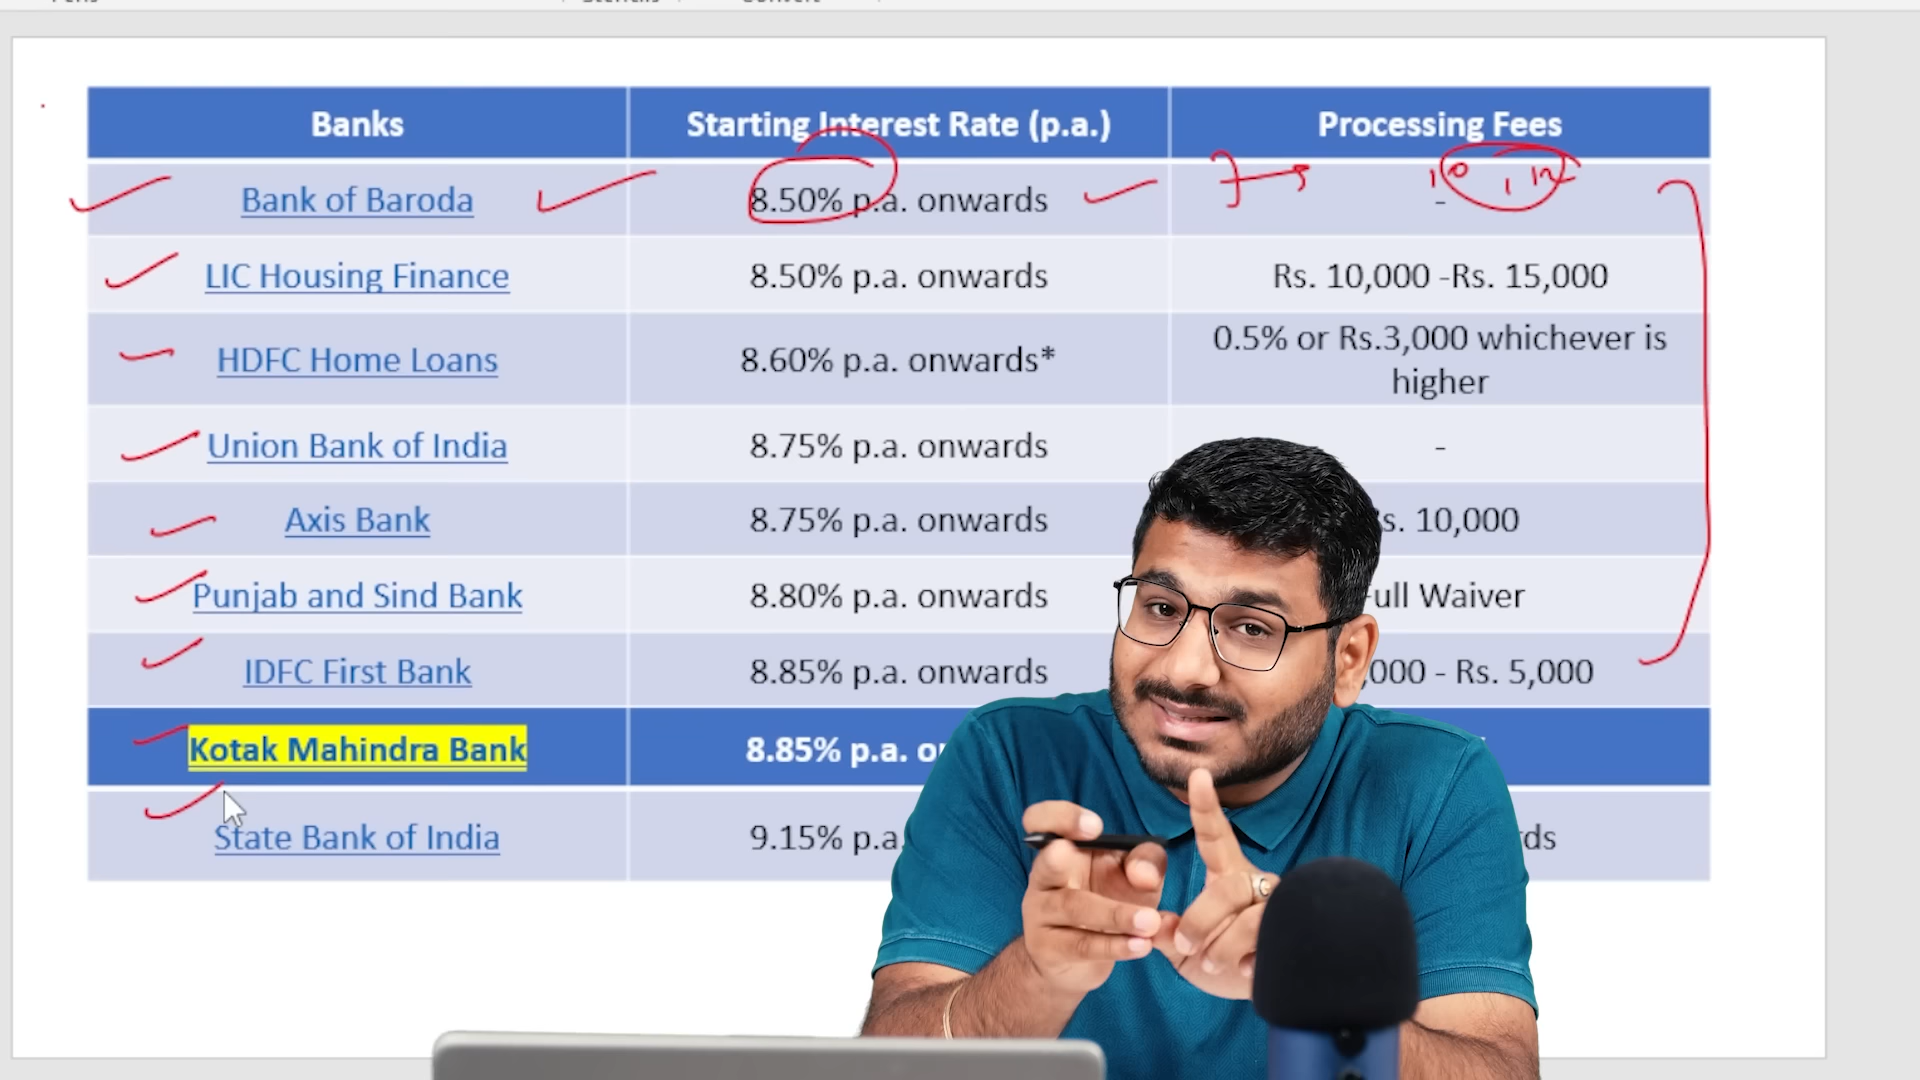 Banks Starting Interest Rate (p.a.) Processing Fees
Bank of Baroda 8.50% p.a. onwards -
LIC Housing Finance 8.50% p.a. onwards Rs. 10,000 -Rs. 15,000
HDFC Home Loans 8.60% p.a. onwards* 0.5% or Rs.3,000 whichever is
higher
Union Bank of India 8.75% p.a. onwards -
Axis Bank 8.75% p.a. onwards 10,000
Punjab and Sind Bank 8.80% p.a. onwards Waiver
IDFC First Bank 8.85% p.a. onwards - Rs. 5,000
Kotak Mahindra Bank 8.85% p.a.
State Bank of India 9.15% p.a.